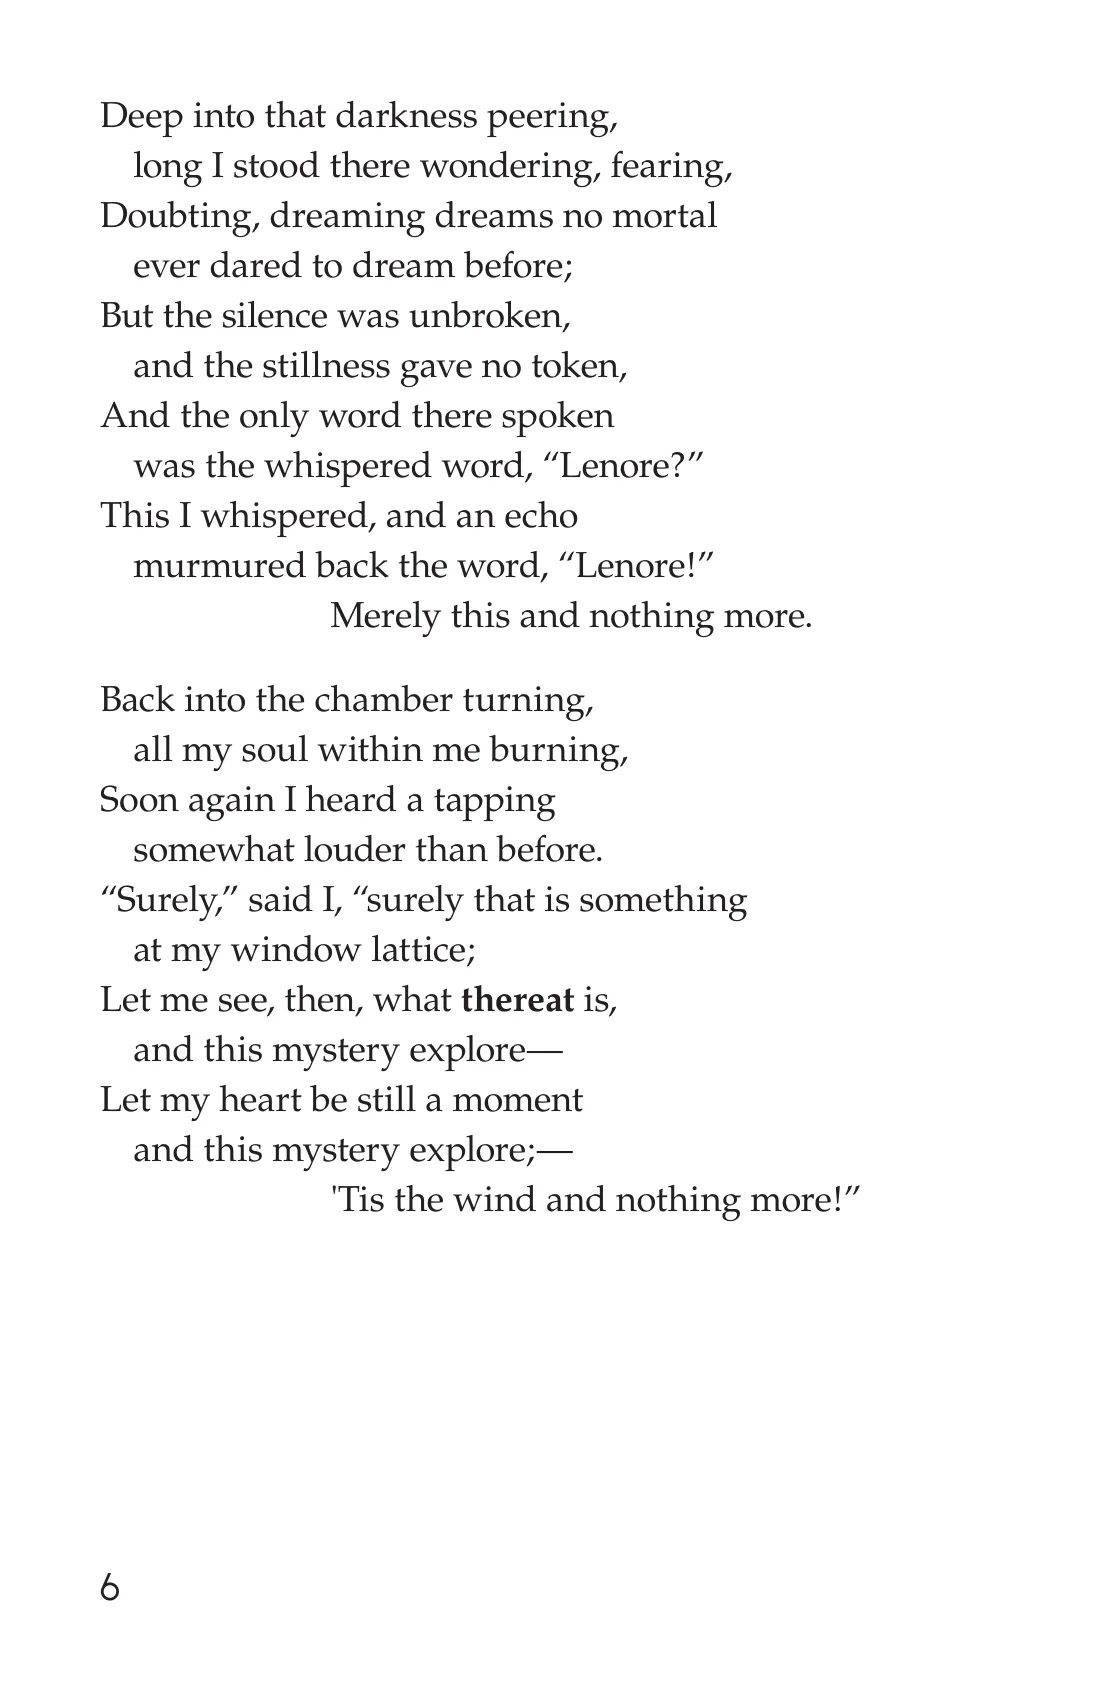 Deep into that darkness peering,
long I stood there wondering, fearing,
Doubting, dreaming dreams no mortal
ever dared to dream before;
But the silence was unbroken,
and the stillness gave no token,
And the only word there spoken
was the whispered word, “Lenore?”
This I whispered, and an echo
murmured back the word, “Lenore!”
Merely this and nothing more.
Back into the chamber turning,
all my soul within me burning,
Soon again I heard a tapping
somewhat louder than before.
“Surely,” said I, “surely that is something
at my window lattice;
Let me see, then, what thereat is,
and this mystery explore—
Let my heart be still a moment
and this mystery explore;—
'Tis the wind and nothing more!”
6